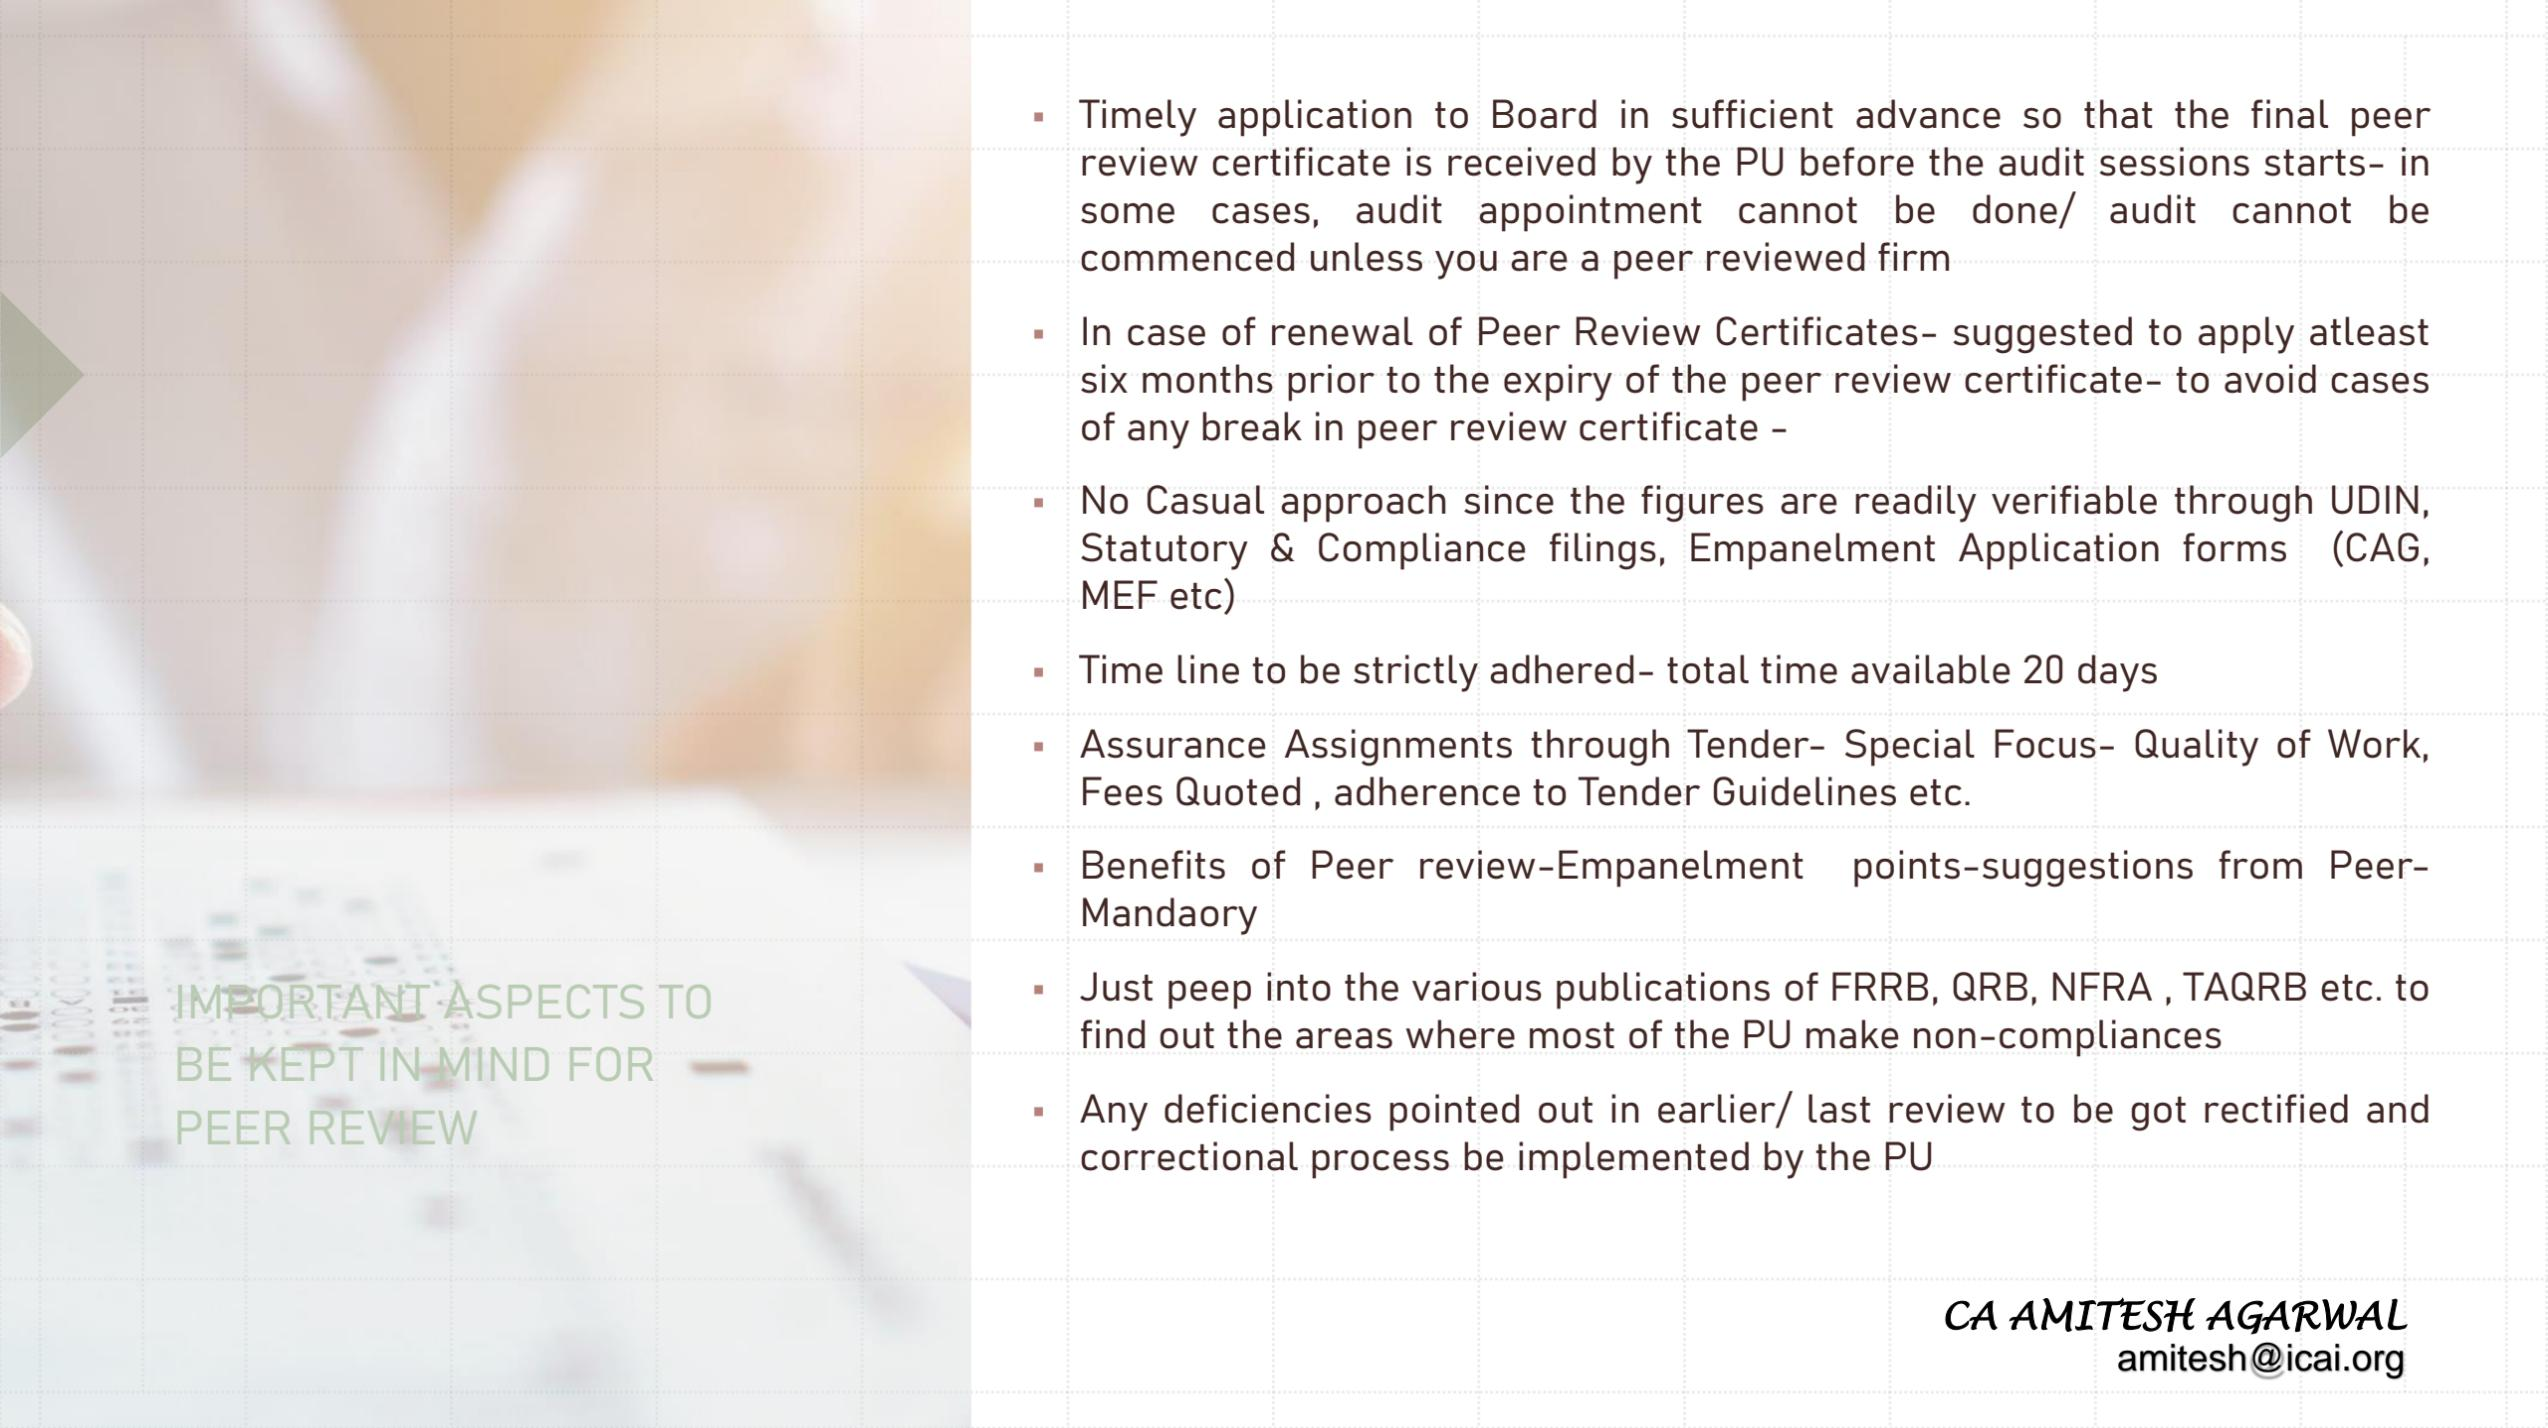 IMPORTANT ASPECTS TO
BE KEPT IN MIND FOR
PEER REVIEW
▪ Timely application to Board in sufficient advance so that the final peer
review certificate is received by the PU before the audit sessions starts- in
some cases, audit appointment cannot be done/ audit cannot be
commenced unless you are a peer reviewed firm
▪ In case of renewal of Peer Review Certificates- suggested to apply atleast
six months prior to the expiry of the peer review certificate- to avoid cases
of any break in peer review certificate -
▪ No Casual approach since the figures are readily verifiable through UDIN,
Statutory & Compliance filings, Empanelment Application forms (CAG,
MEF etc)
▪ Time line to be strictly adhered- total time available 20 days
▪ Assurance Assignments through Tender- Special Focus- Quality of Work,
Fees Quoted , adherence to Tender Guidelines etc.
▪ Benefits of Peer review-Empanelment points-suggestions from Peer-
Mandaory
▪ Just peep into the various publications of FRRB, QRB, NFRA , TAQRB etc. to
find out the areas where most of the PU make non-compliances
▪ Any deficiencies pointed out in earlier/ last review to be got rectified and
correctional process be implemented by the PU
CA AMITESH AGARWAL
amitesh@icai.org